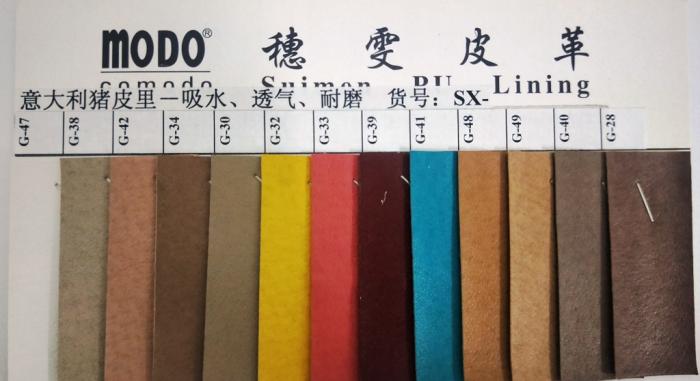 MODO® 穗雯皮革
comodo Suimen PU Lining
意大利猪皮里－吸水、透气、耐磨 货号：SX-
G-47 G-38 G-42 G-34 G-30 G-32 G-33 G-39 G-41 G-48 G-49 G-40 G-28